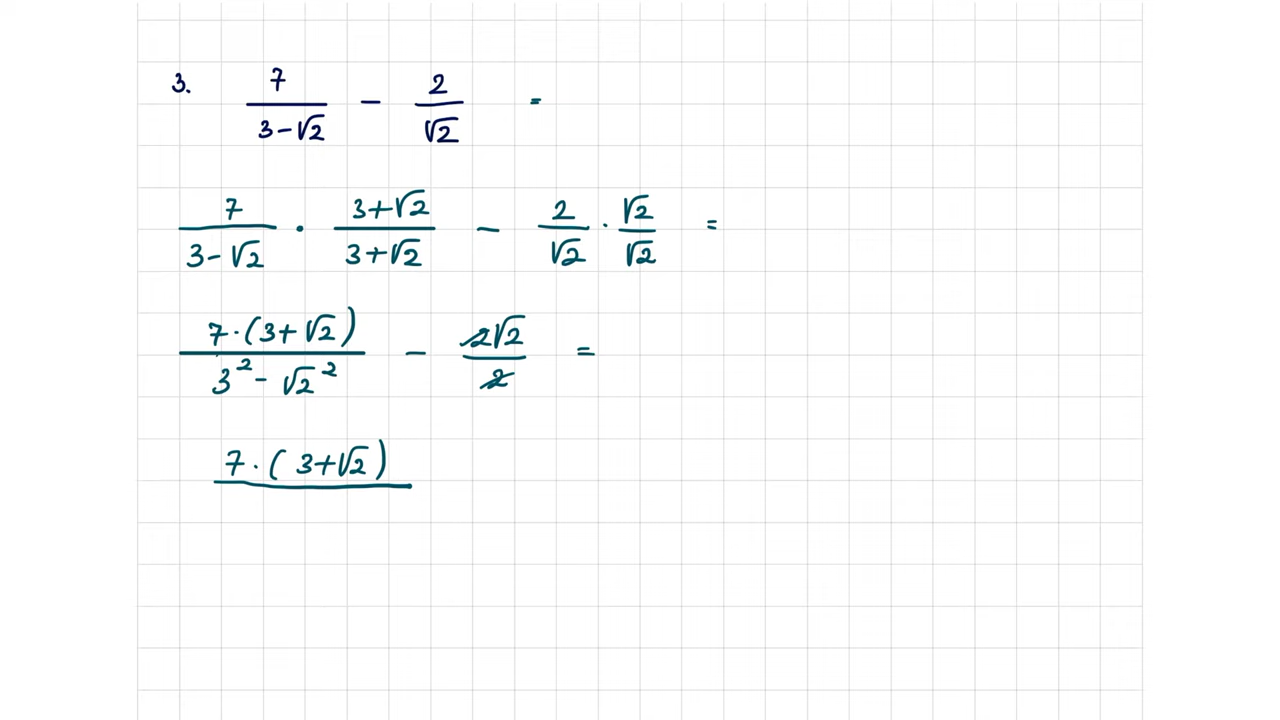 3. 7/(3-√2) - 2/√2 =
7/(3-√2) · (3+√2)/(3+√2) - 2/√2 · √2/√2 =
7·(3+√2)/(3² - √2²) - 2√2/2 =
7·(3+√2)